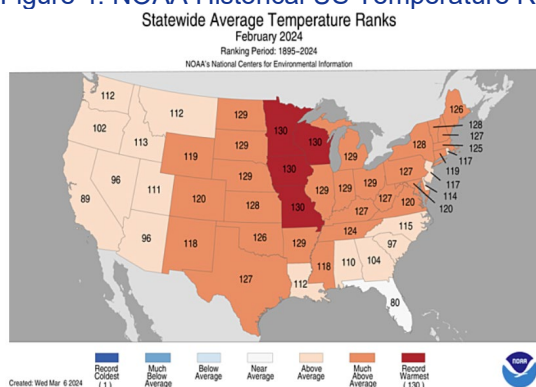 Figure 4. NOAA Historical US Temperature R
Statewide Average Temperature Ranks
February 2024
Ranking Period: 1895–2024
NOAA's National Centers for Environmental Information
112
102
112
113
89
96
111
96
119
120
118
129
129
129
128
126
127
130
130
130
130
129
129
129
129
127
127
124
129
112
118
110
104
97
115
120
80
127
128
126
128
127
125
117
119
117
114
120
Record
Coldest
( 1 )
Much
Below
Average
Below
Average
Near
Average
Above
Average
Much
Above
Average
Record
Warmest
( 130 )
Created: Wed Mar 6 2024
NOAA